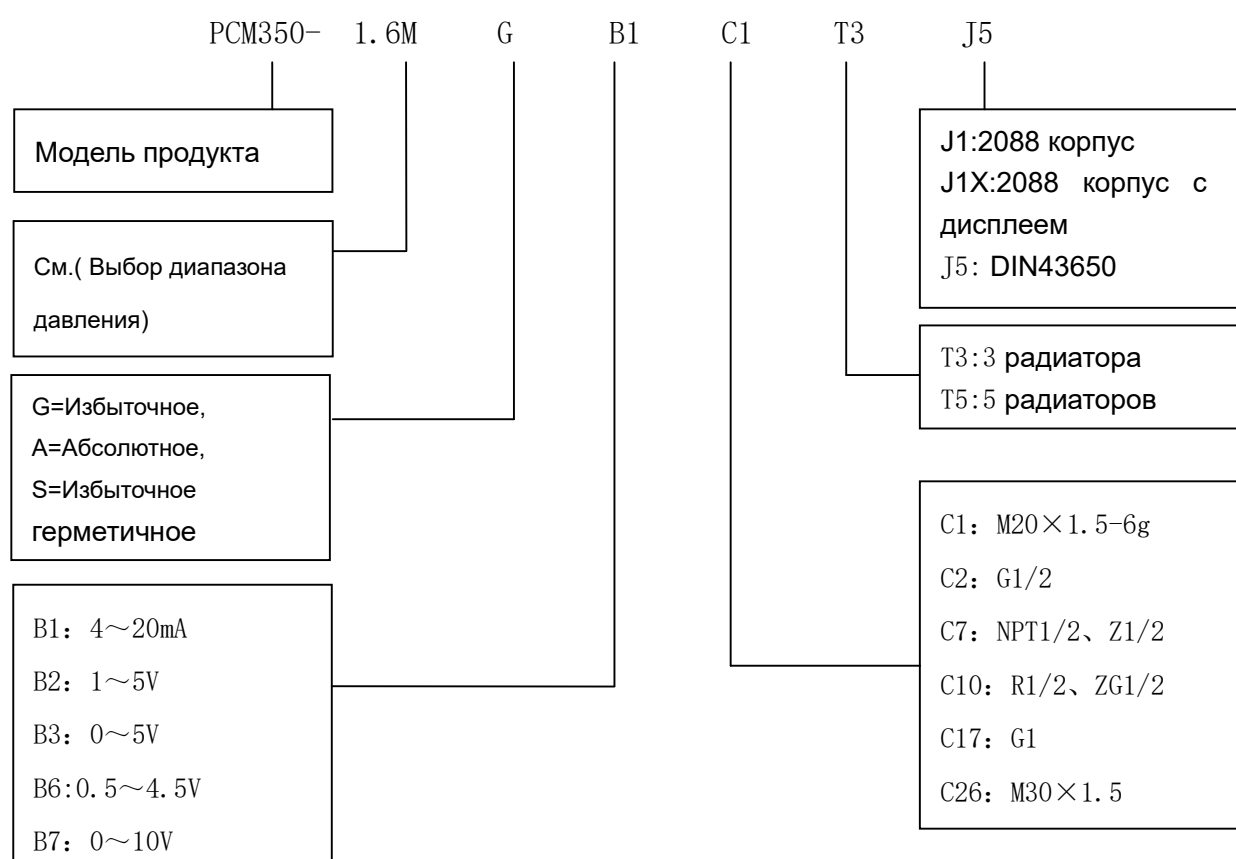 PCM350- 1.6M G B1 C1 T3 J5
Модель продукта
См.( Выбор диапазона
давления)
G=Избыточное,
A=Абсолютное,
S=Избыточное
герметичное
B1: 4～20mA
B2: 1～5V
B3: 0～5V
B6:0.5～4.5V
B7: 0～10V
J1:2088 корпус
J1X:2088 корпус с
дисплеем
J5: DIN43650
T3:3 радиатора
T5:5 радиаторов
C1: M20×1.5-6g
C2: G1/2
C7: NPT1/2、Z1/2
C10: R1/2、ZG1/2
C17: G1
C26: M30×1.5